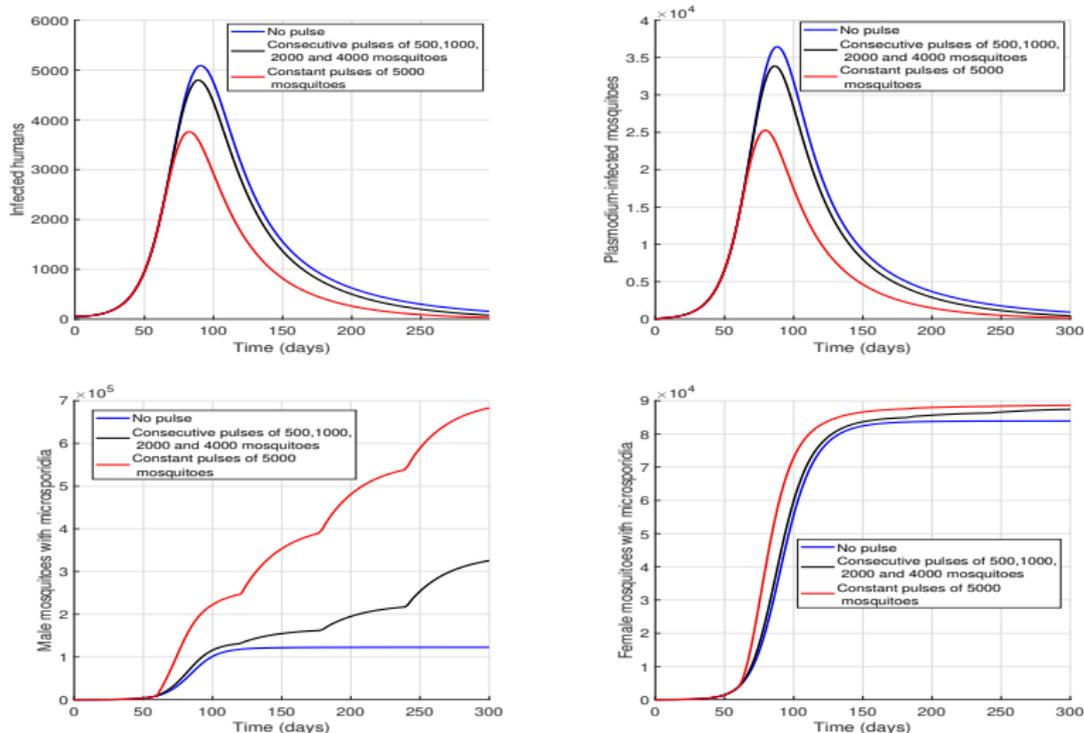 6000
5000
4000
3000
2000
1000
0
Infected humans
No pulse
Consecutive pulses of 500,1000,
2000 and 4000 mosquitoes
Constant pulses of 5000
mosquitoes
0 50 100 150 200 250
Time (days)
×10⁴
4
3.5
3
2.5
2
1.5
1
0.5
0
Plasmodium-infected mosquitoes
No pulse
Consecutive pulses of 500,1000,
2000 and 4000 mosquitoes
Constant pulses of 5000
mosquitoes
0 50 100 150 200 250 300
Time (days)
×10⁵
7
6
5
4
3
2
1
0
Male mosquitoes with microsporidia
No pulse
Consecutive pulses of 500,1000,
2000 and 4000 mosquitoes
Constant pulses of 5000
mosquitoes
0 50 100 150 200 250 300
Time (days)
×10⁴
9
8
7
6
5
4
3
2
1
0
Female mosquitoes with microsporidia
No pulse
Consecutive pulses of 500,1000,
2000 and 4000 mosquitoes
Constant pulses of 5000
mosquitoes
0 50 100 150 200 250 300
Time (days)